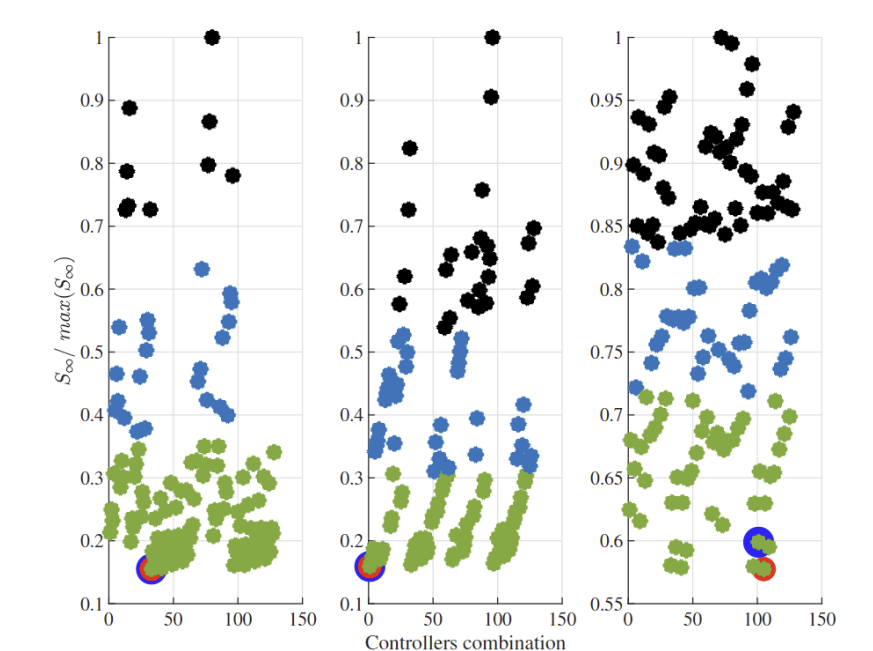 1 1 1
0.9 0.9 0.95
0.8 0.8 0.9
0.7 0.7 0.85
0.6 0.6 0.8
0.5 0.5 0.75
0.4 0.4 0.7
0.3 0.3 0.65
0.2 0.2 0.6
0.1 0.1 0.55
0 50 100 150 0 50 100 150 0 50 100 150
S∞/ max(S∞)
Controllers combination